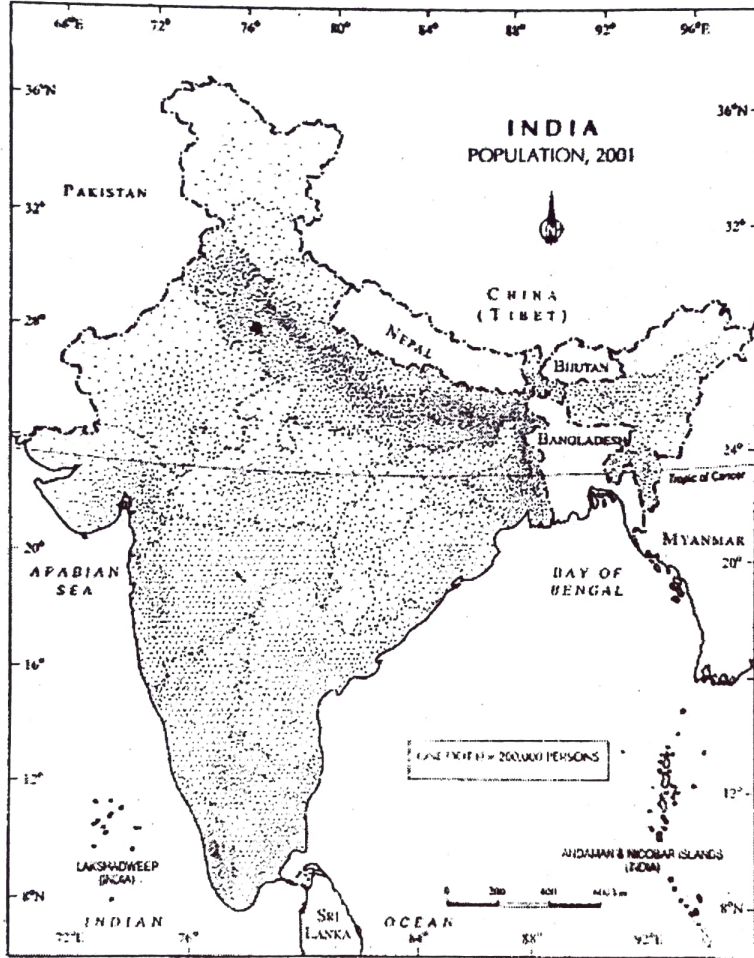 68°E 72° 76° 80° 84° 88° 92° 96°E
36°N
36°N
INDIA
POPULATION, 2001
PAKISTAN
32°
32°
N
CHINA
(TIBET)
28°
NEPAL
BHUTAN
BANGLADESH
24°
Tropic of Cancer
MYANMAR
20°
20°
ARABIAN
SEA
BAY OF
BENGAL
16°
200,000 PERSONS
12°
12°
LAKSHADWEEP
(INDIA)
ANDAMAN & NICOBAR ISLANDS
(INDIA)
8°N
0 200 400 600 km
8°N
INDIAN
SRI
LANKA
OCEAN
72°E 76° 84° 88° 92°E